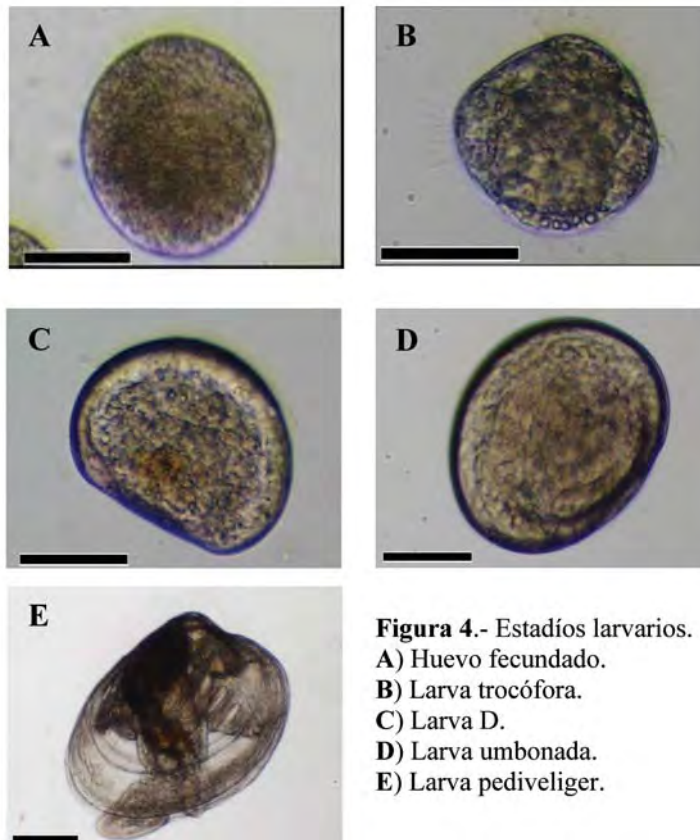 A
B
C
D
E
Figura 4.- Estadíos larvarios.
A) Huevo fecundado.
B) Larva trocófora.
C) Larva D.
D) Larva umbonada.
E) Larva pediveliger.